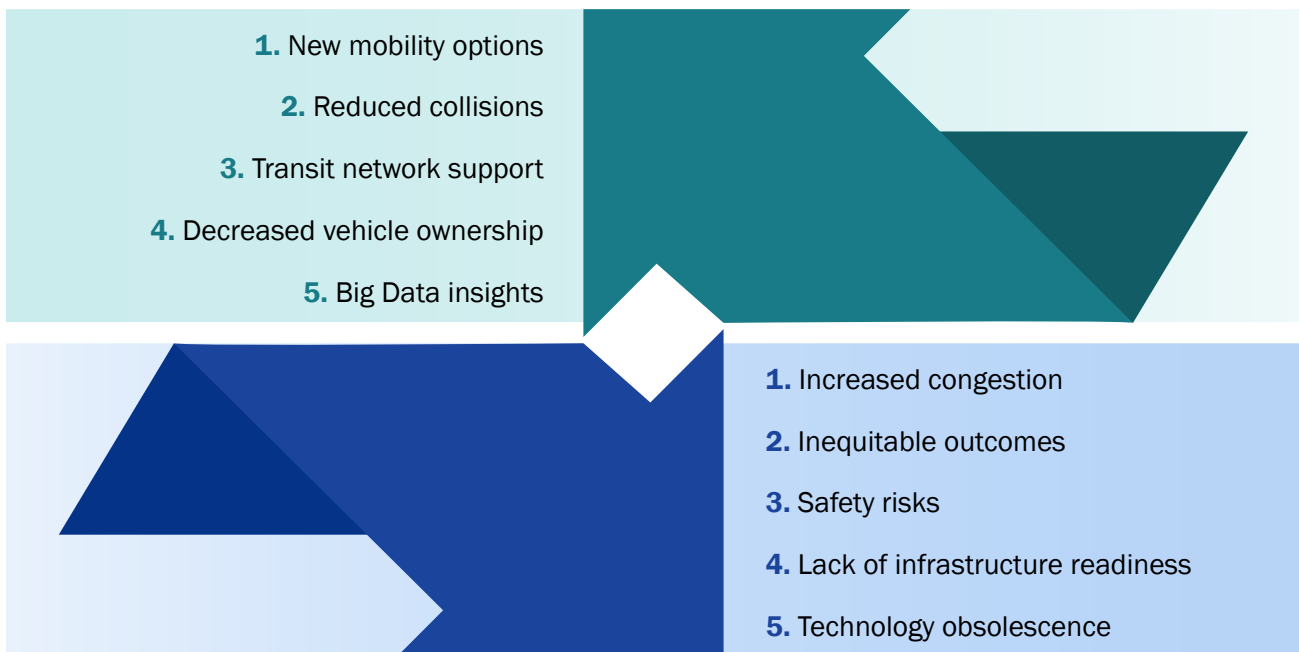 1. New mobility options
2. Reduced collisions
3. Transit network support
4. Decreased vehicle ownership
5. Big Data insights
1. Increased congestion
2. Inequitable outcomes
3. Safety risks
4. Lack of infrastructure readiness
5. Technology obsolescence